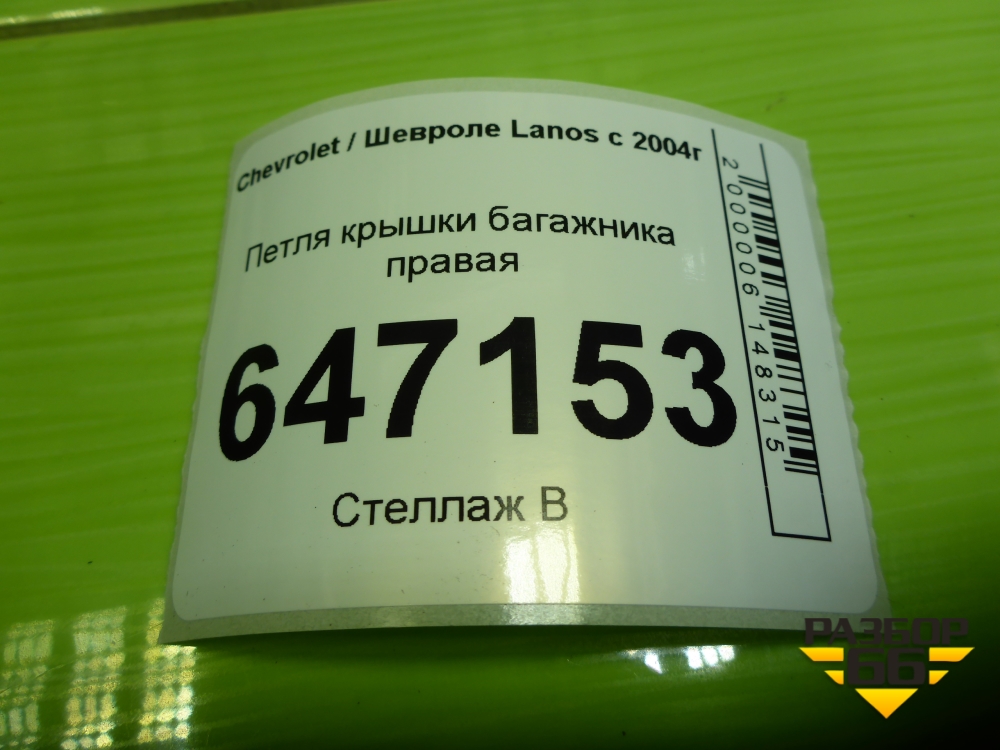 Chevrolet / Шевроле Lanos с 2004г
Петля крышки багажника
правая
647153
Стеллаж В
2000006148315
РАЗБОР
66